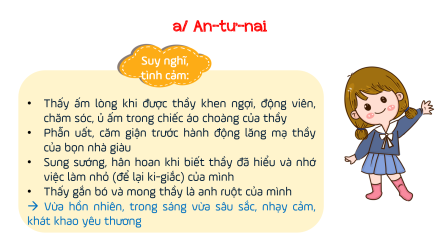 a/ An-tư-nai
Suy nghĩ,
tình cảm:
• Thấy ấm lòng khi được thầy khen ngợi, động viên,
chăm sóc, ủ ấm trong chiếc áo choàng của thầy
• Phẫn uất, căm giận trước hành động lăng mạ thầy
của bọn nhà giàu
• Sung sướng, hân hoan khi biết thầy đã hiểu và nhớ
việc làm nhỏ (để lại ki-giắc) của mình
• Thấy gắn bó và mong thầy là anh ruột của mình
→ Vừa hồn nhiên, trong sáng vừa sâu sắc, nhạy cảm,
khát khao yêu thương